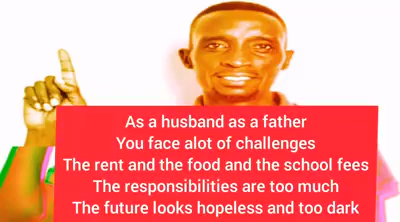 As a husband as a father
You face alot of challenges
The rent and the food and the school fees
The responsibilities are too much
The future looks hopeless and too dark